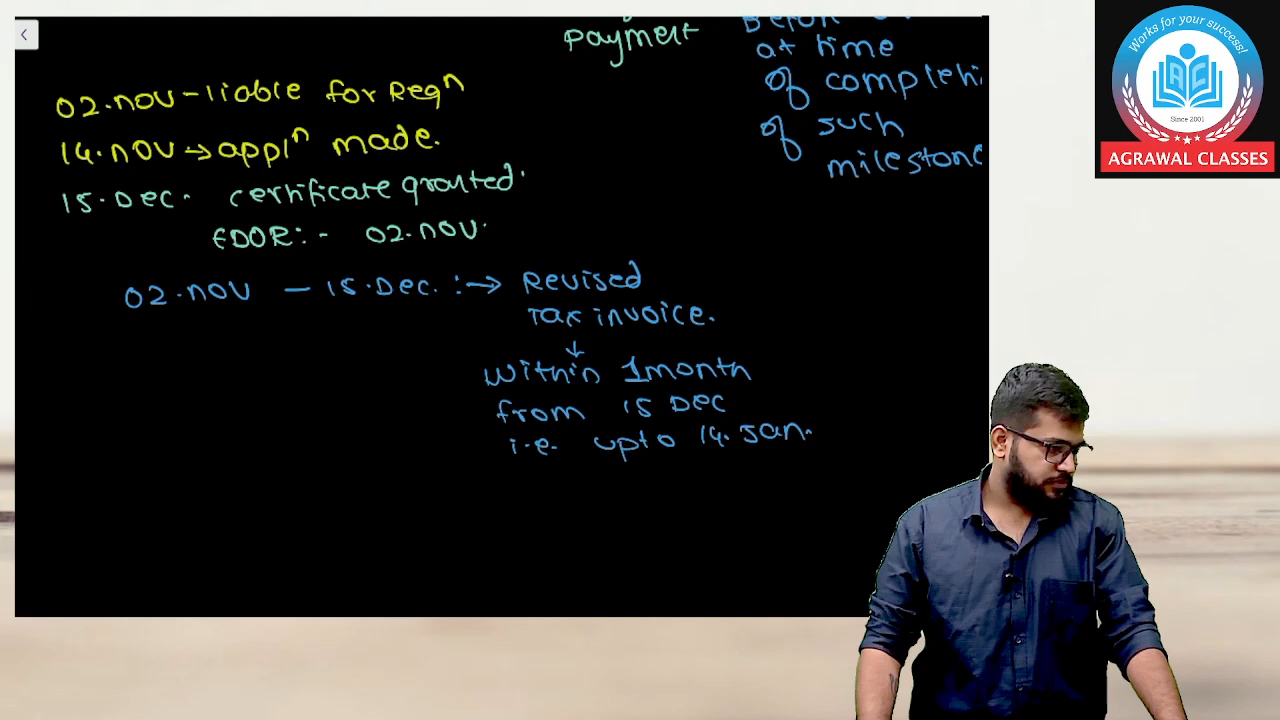 payment
at time
of
of such
milestone
02.NOV-liable for Regn
14.NOV→appln made.
15.Dec. certificate granted.
EDOR:- 02.NOV.
02.NOV — 15.Dec. :→ Revised
Tax invoice.
↓
Within 1month
from 15 Dec
i.e. upto 14.Jan.
Works for your success!
AC
Since 2001
AGRAWAL CLASSES